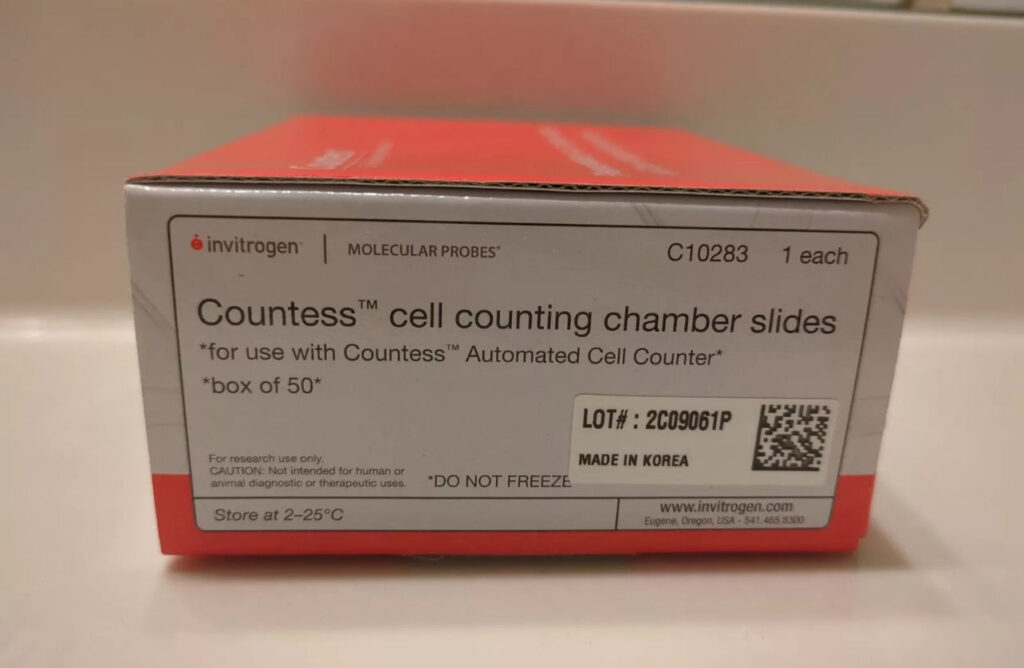 invitrogen™ | MOLECULAR PROBES®
C10283 1 each
Countess™ cell counting chamber slides
*for use with Countess™ Automated Cell Counter*
*box of 50*
LOT# : 2C09061P
MADE IN KOREA
For research use only.
CAUTION: Not intended for human or
animal diagnostic or therapeutic uses.
*DO NOT FREEZE
Store at 2–25°C
www.invitrogen.com
Eugene, Oregon, USA - 541.465.8300